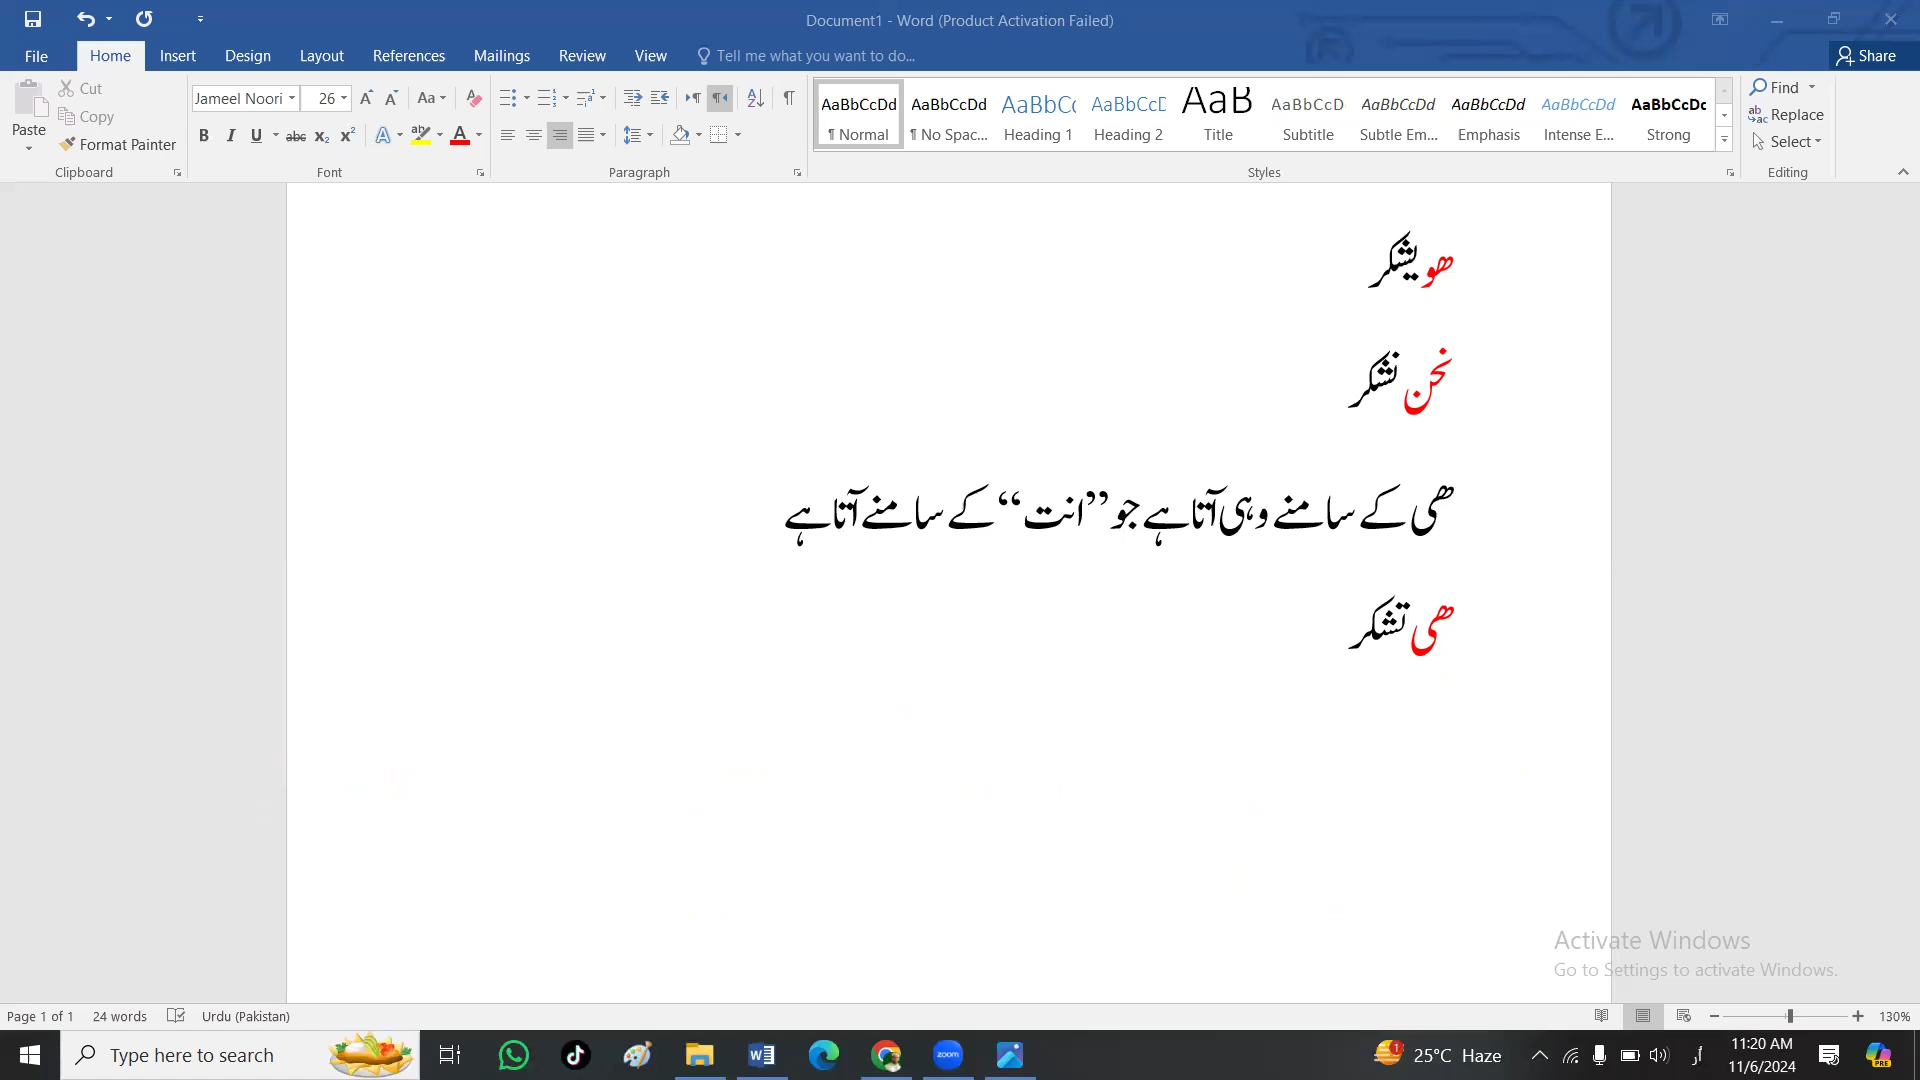 Document1 - Word (Product Activation Failed)
File Home Insert Design Layout References Mailings Review View Tell me what you want to do... Share
Paste Cut Copy Format Painter Clipboard
Jameel Noori 26 Font
Paragraph
AaBbCcDd AaBbCcDd AaBbCc AaBbCcD AaB AaBbCcD AaBbCcDd AaBbCcDd AaBbCcDd AaBbCcDd
¶ Normal ¶ No Spac... Heading 1 Heading 2 Title Subtitle Subtle Em... Emphasis Intense E... Strong
Styles
Find Replace Select Editing
ھو یشکر
نحن نشکر
ھی کے سامنے وہی آتا ہے جو ”انت“ کے سامنے آتا ہے
ھی تشکر
Activate Windows
Go to Settings to activate Windows.
Page 1 of 1 24 words Urdu (Pakistan) 130%
Type here to search 25°C Haze 11:20 AM
11/6/2024